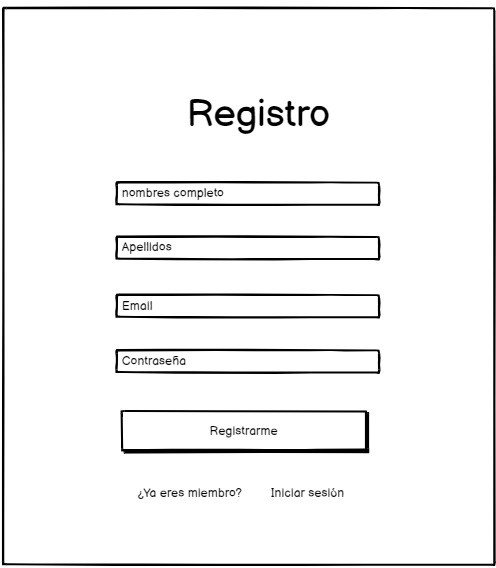 Registro
nombres completo
Apellidos
Email
Contraseña
Registrarme
¿Ya eres miembro? Iniciar sesión